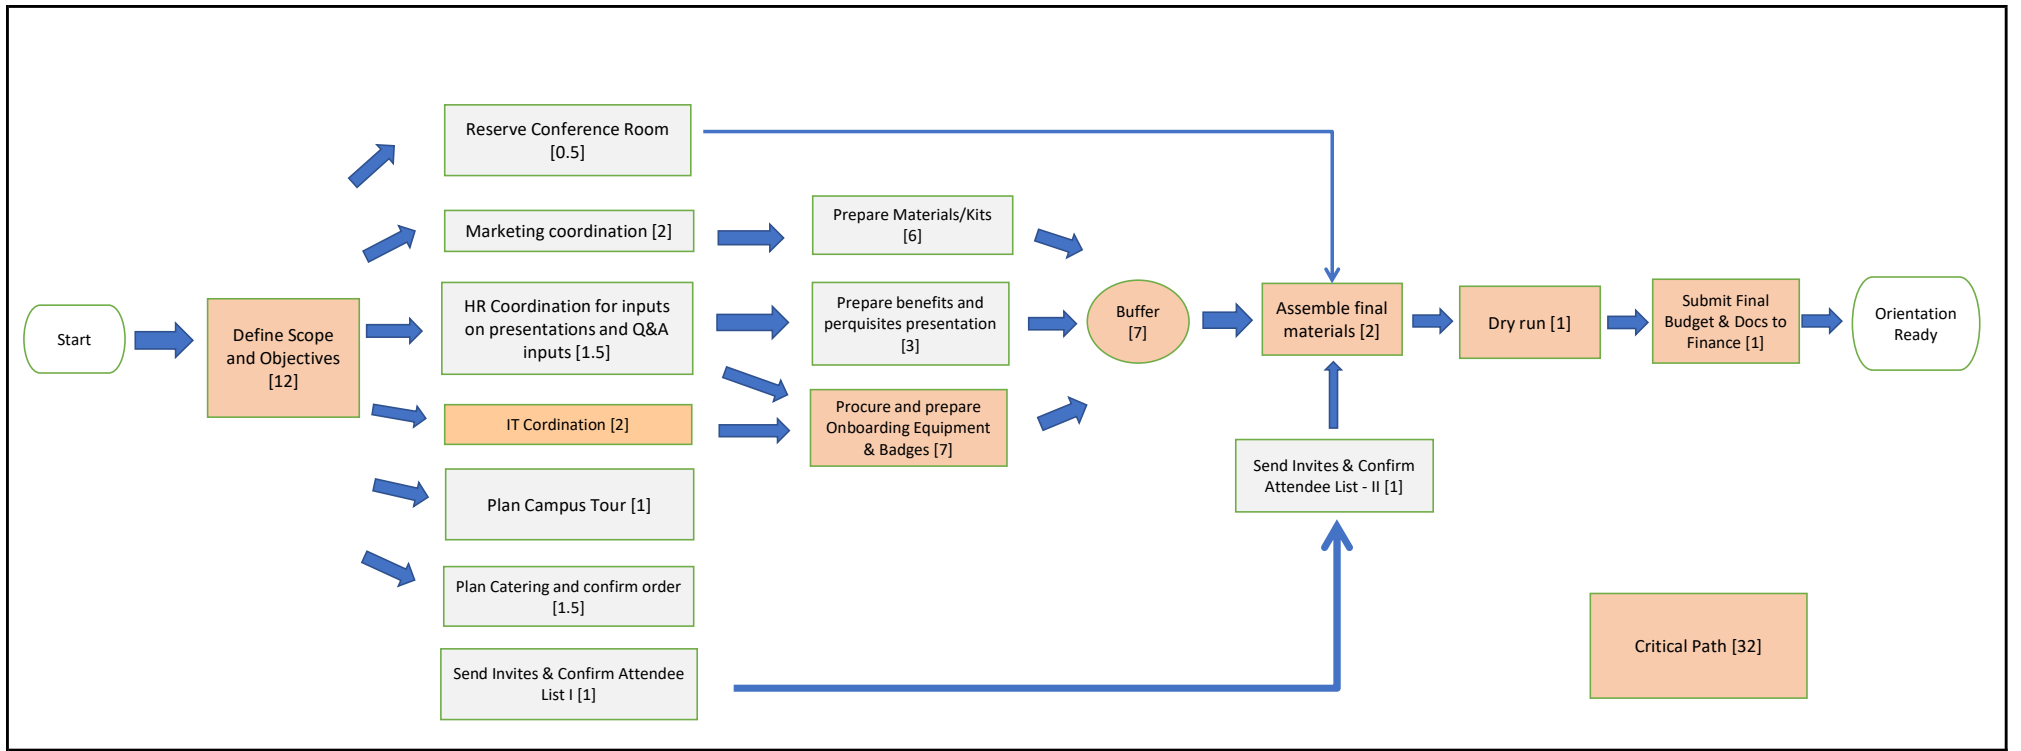 Start
Define Scope
and Objectives
[12]
Reserve Conference Room
[0.5]
Marketing coordination [2]
HR Coordination for inputs
on presentations and Q&A
inputs [1.5]
IT Cordination [2]
Plan Campus Tour [1]
Plan Catering and confirm order
[1.5]
Send Invites & Confirm Attendee
List I [1]
Prepare Materials/Kits
[6]
Prepare benefits and
perquisites presentation
[3]
Procure and prepare
Onboarding Equipment
& Badges [7]
Buffer
[7]
Assemble final
materials [2]
Send Invites & Confirm
Attendee List - II [1]
Dry run [1]
Submit Final
Budget & Docs to
Finance [1]
Orientation
Ready
Critical Path [32]